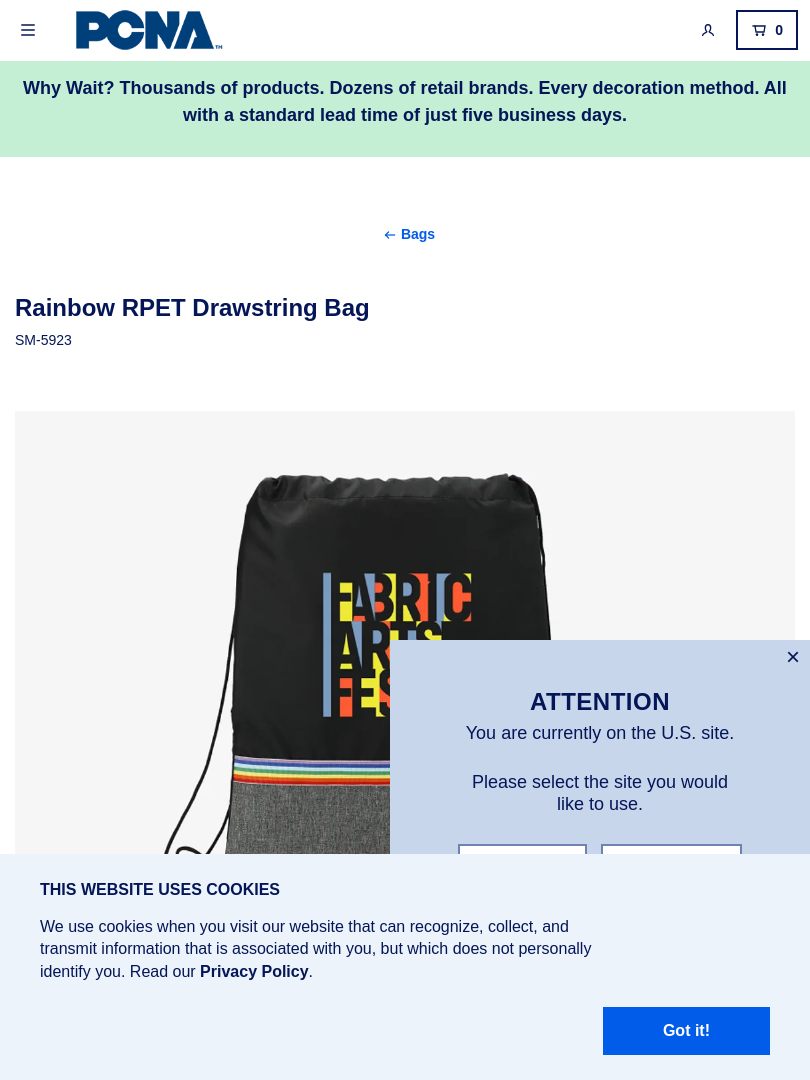 PCNA™
0
Why Wait? Thousands of products. Dozens of retail brands. Every decoration method. All
with a standard lead time of just five business days.
← Bags
Rainbow RPET Drawstring Bag
SM-5923
FABRIC
ARTS
ATTENTION
You are currently on the U.S. site.
Please select the site you would
like to use.
THIS WEBSITE USES COOKIES
We use cookies when you visit our website that can recognize, collect, and
transmit information that is associated with you, but which does not personally
identify you. Read our Privacy Policy.
Got it!